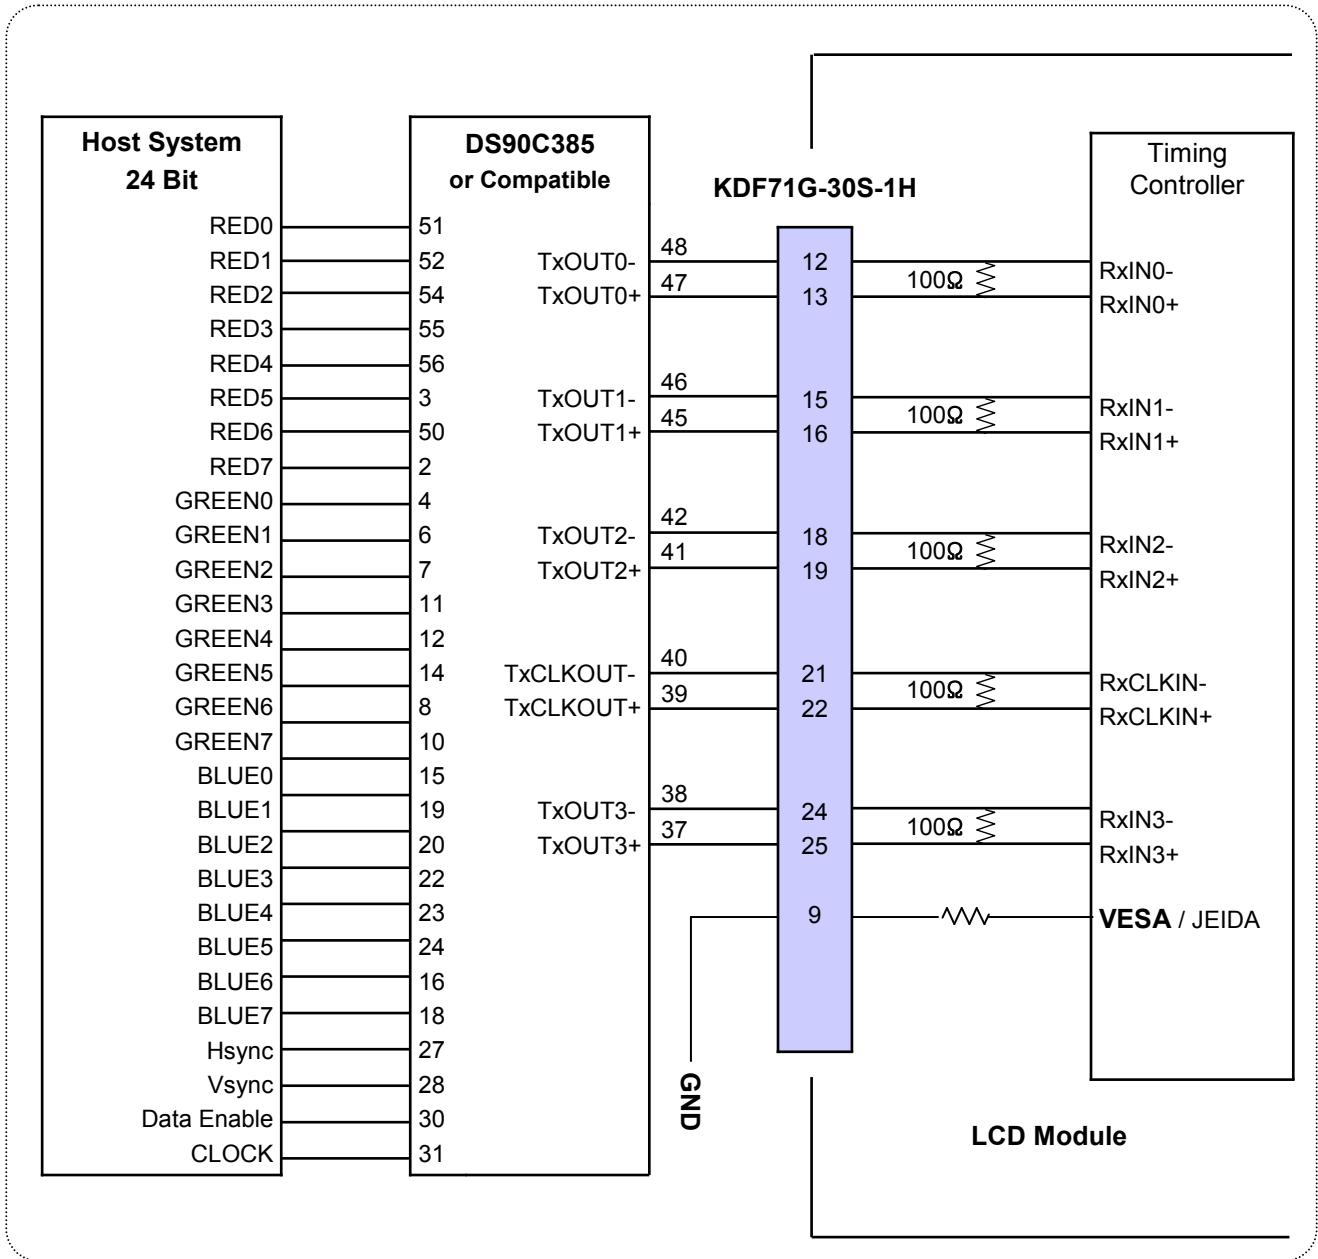 Host System
24 Bit
RED0
RED1
RED2
RED3
RED4
RED5
RED6
RED7
GREEN0
GREEN1
GREEN2
GREEN3
GREEN4
GREEN5
GREEN6
GREEN7
BLUE0
BLUE1
BLUE2
BLUE3
BLUE4
BLUE5
BLUE6
BLUE7
Hsync
Vsync
Data Enable
CLOCK
DS90C385
or Compatible
51
52
54
55
56
3
50
2
4
6
7
11
12
14
8
10
15
19
20
22
23
24
16
18
27
28
30
31
TxOUT0-
TxOUT0+
TxOUT1-
TxOUT1+
TxOUT2-
TxOUT2+
TxCLKOUT-
TxCLKOUT+
TxOUT3-
TxOUT3+
48
47
46
45
42
41
40
39
38
37
GND
KDF71G-30S-1H
12
13
15
16
18
19
21
22
24
25
9
100Ω
100Ω
100Ω
100Ω
100Ω
Timing
Controller
RxIN0-
RxIN0+
RxIN1-
RxIN1+
RxIN2-
RxIN2+
RxCLKIN-
RxCLKIN+
RxIN3-
RxIN3+
VESA / JEIDA
LCD Module